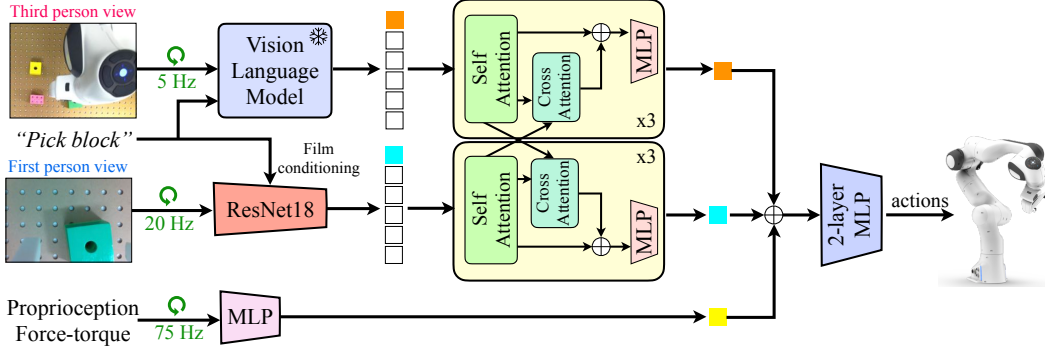 Third person view
5 Hz
Vision
Language
Model
Self
Attention
Cross
Attention
MLP
x3
“Pick block”
Film
conditioning
First person view
20 Hz
ResNet18
Self
Attention
Cross
Attention
MLP
x3
2-layer
MLP
actions
Proprioception
Force-torque
75 Hz
MLP